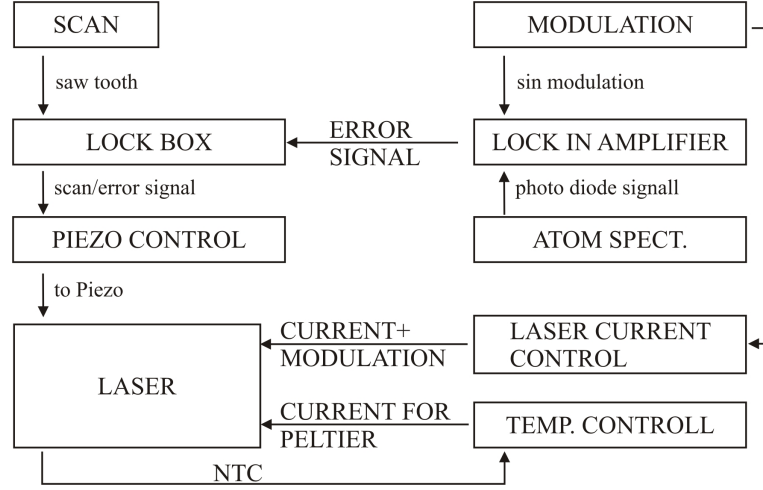 SCAN
MODULATION
saw tooth
sin modulation
LOCK BOX
ERROR
SIGNAL
LOCK IN AMPLIFIER
scan/error signal
photo diode signall
PIEZO CONTROL
ATOM SPECT.
to Piezo
LASER
CURRENT+
MODULATION
LASER CURRENT
CONTROL
CURRENT FOR
PELTIER
TEMP. CONTROLL
NTC